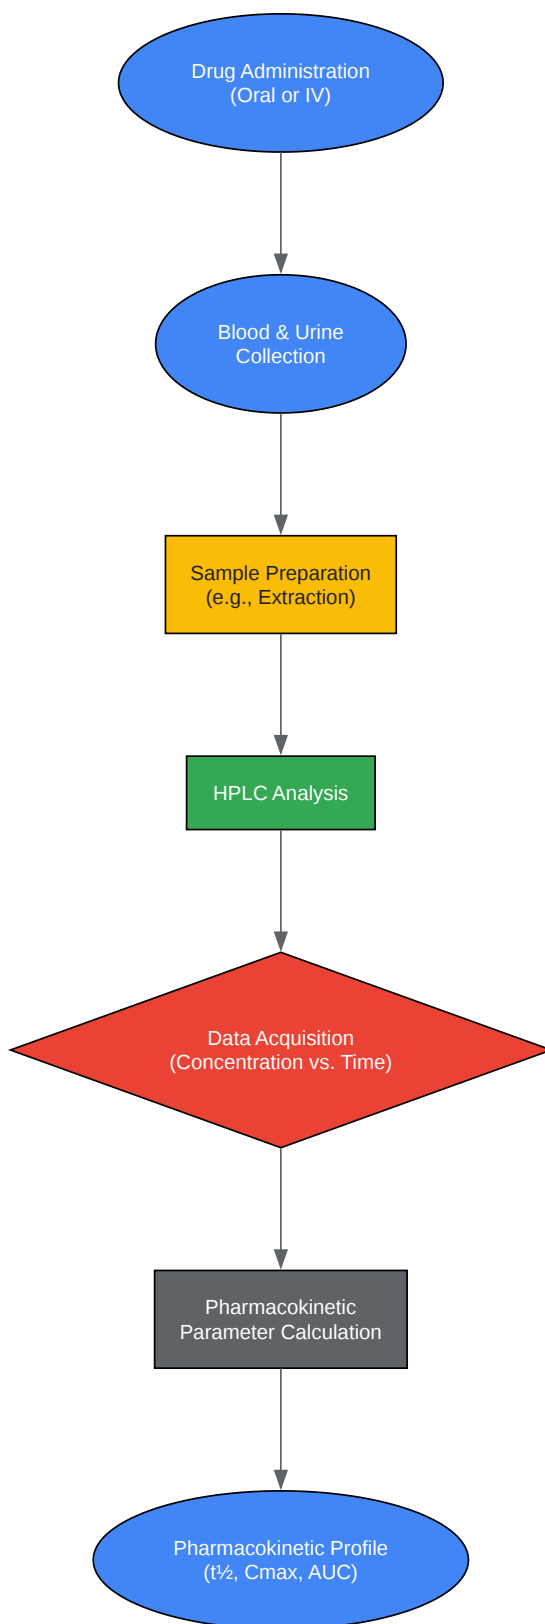 Drug Administration
(Oral or IV)
Blood & Urine
Collection
Sample Preparation
(e.g., Extraction)
HPLC Analysis
Data Acquisition
(Concentration vs. Time)
Pharmacokinetic
Parameter Calculation
Pharmacokinetic Profile
(t½, Cmax, AUC)